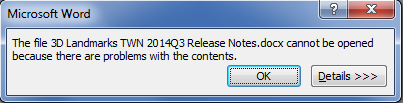 Microsoft Word
The file 3D Landmarks TWN 2014Q3 Release Notes.docx cannot be opened
because there are problems with the contents.
OK
Details >>>